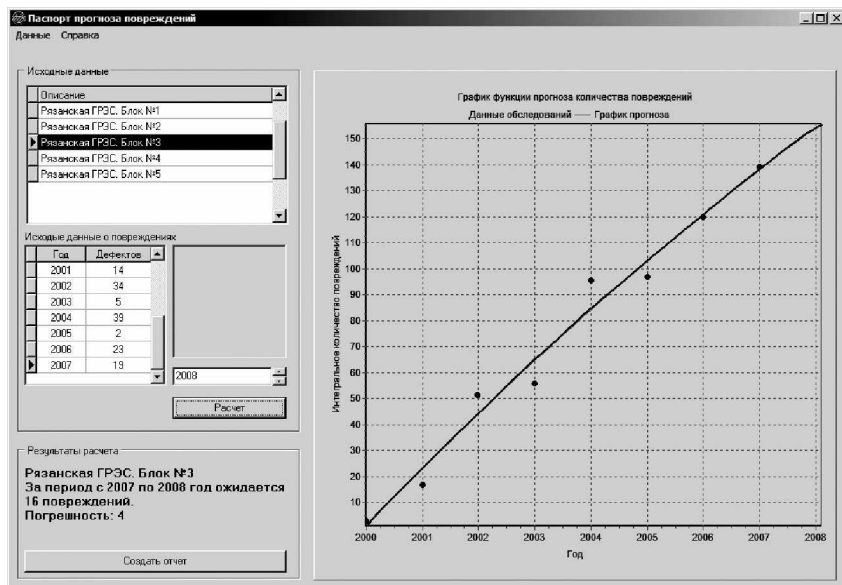 Паспорт прогноза повреждений
Данные Справка
Исходные данные
Описание
Рязанская ГРЭС. Блок №1
Рязанская ГРЭС. Блок №2
Рязанская ГРЭС. Блок №3
Рязанская ГРЭС. Блок №4
Рязанская ГРЭС. Блок №5
Исходые данные о повреждениях
Год Дефектов
2001 14
2002 34
2003 5
2004 39
2005 2
2006 23
2007 19
2008
Расчет
Результаты расчета
Рязанская ГРЭС. Блок №3
За период с 2007 по 2008 год ожидается
16 повреждений.
Погрешность: 4
Создать отчет
График функции прогноза количества повреждений
Данные обследований — График прогноза
Интегральное количество повреждений
150
140
130
120
110
100
90
80
70
60
50
40
30
20
10
2000 2001 2002 2003 2004 2005 2006 2007 2008
Год